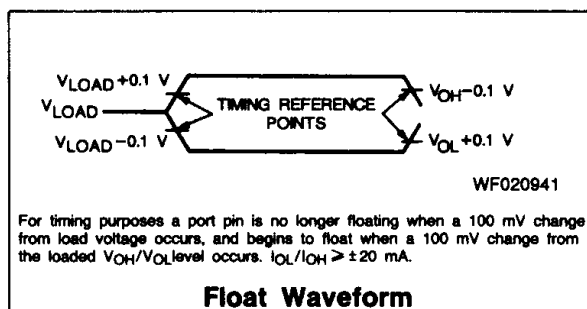 VLOAD+0.1 V
VLOAD
VLOAD−0.1 V
TIMING REFERENCE
POINTS
VOH−0.1 V
VOL+0.1 V
WF020941
For timing purposes a port pin is no longer floating when a 100 mV change
from load voltage occurs, and begins to float when a 100 mV change from
the loaded VOH/VOL level occurs. IOL/IOH ≥ ±20 mA.
Float Waveform